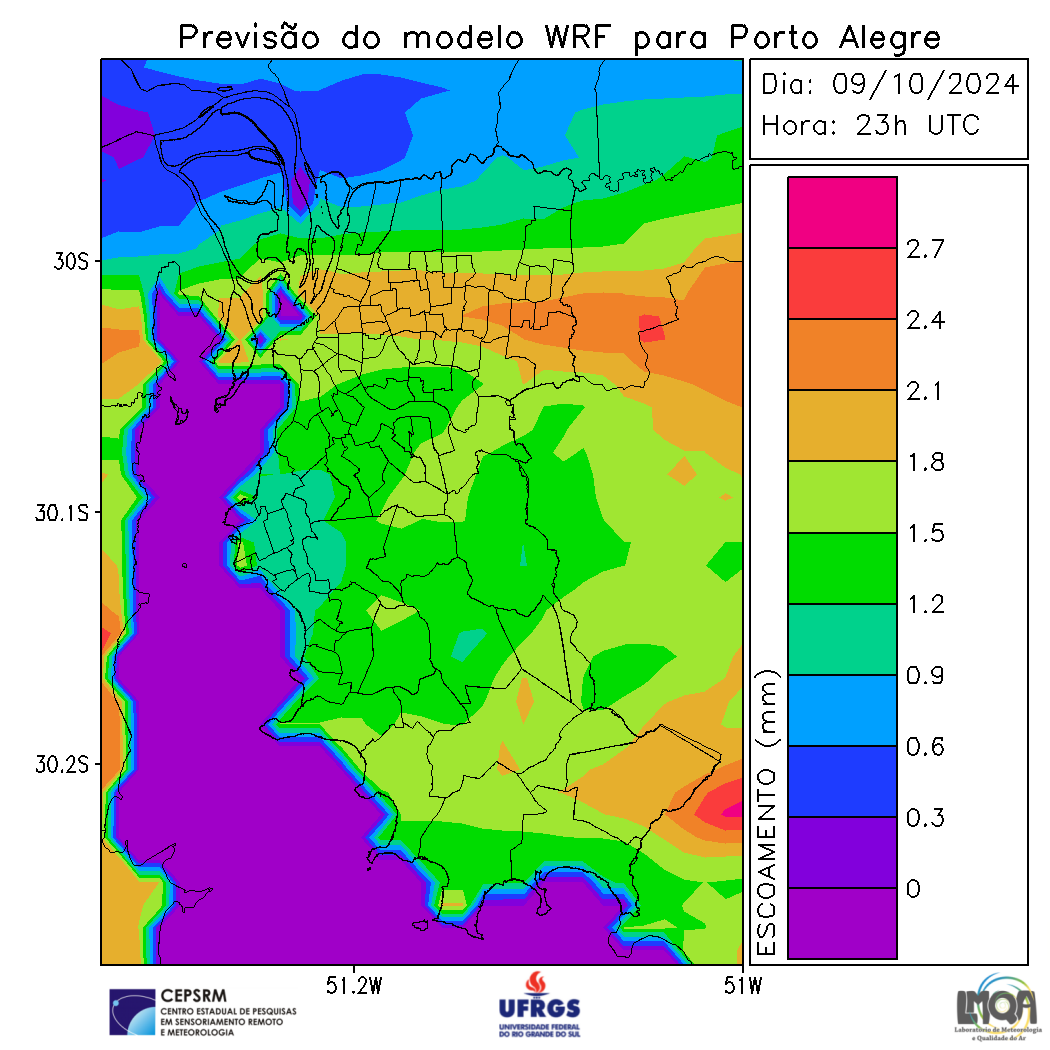 Previsão do modelo WRF para Porto Alegre
Dia: 09/10/2024
Hora: 23h UTC
30S
30.1S
30.2S
51.2W
51W
2.7
2.4
2.1
1.8
1.5
1.2
0.9
0.6
0.3
0
ESCOAMENTO (mm)
CEPSRM
CENTRO ESTADUAL DE PESQUISAS
EM SENSORIAMENTO REMOTO
E METEOROLOGIA
UFRGS
UNIVERSIDADE FEDERAL
DO RIO GRANDE DO SUL
LMQA
Laboratório de Meteorologia
e Qualidade do Ar